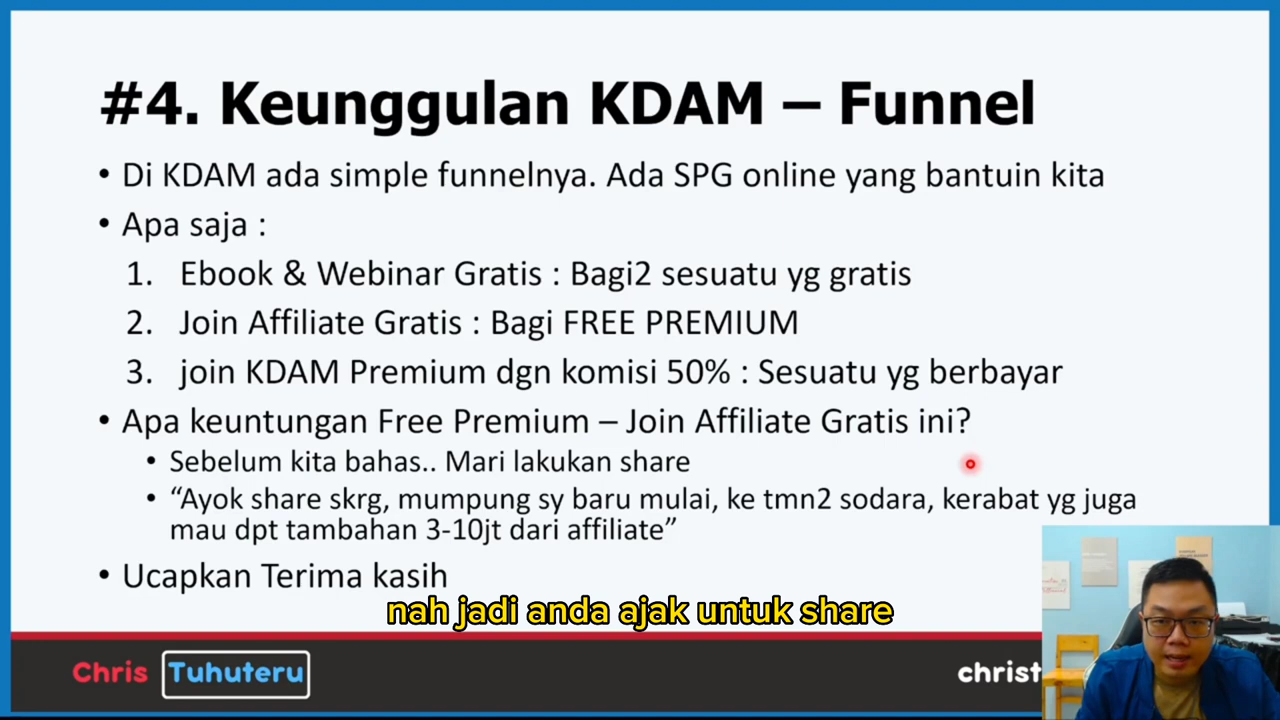 #4. Keunggulan KDAM – Funnel
• Di KDAM ada simple funnelnya. Ada SPG online yang bantuin kita
• Apa saja :
1. Ebook & Webinar Gratis : Bagi2 sesuatu yg gratis
2. Join Affiliate Gratis : Bagi FREE PREMIUM
3. join KDAM Premium dgn komisi 50% : Sesuatu yg berbayar
• Apa keuntungan Free Premium – Join Affiliate Gratis ini?
• Sebelum kita bahas.. Mari lakukan share
• “Ayok share skrg, mumpung sy baru mulai, ke tmn2 sodara, kerabat yg juga
mau dpt tambahan 3-10jt dari affiliate”
• Ucapkan Terima kasih
nah jadi anda ajak untuk share
Chris Tuhuteru
christ